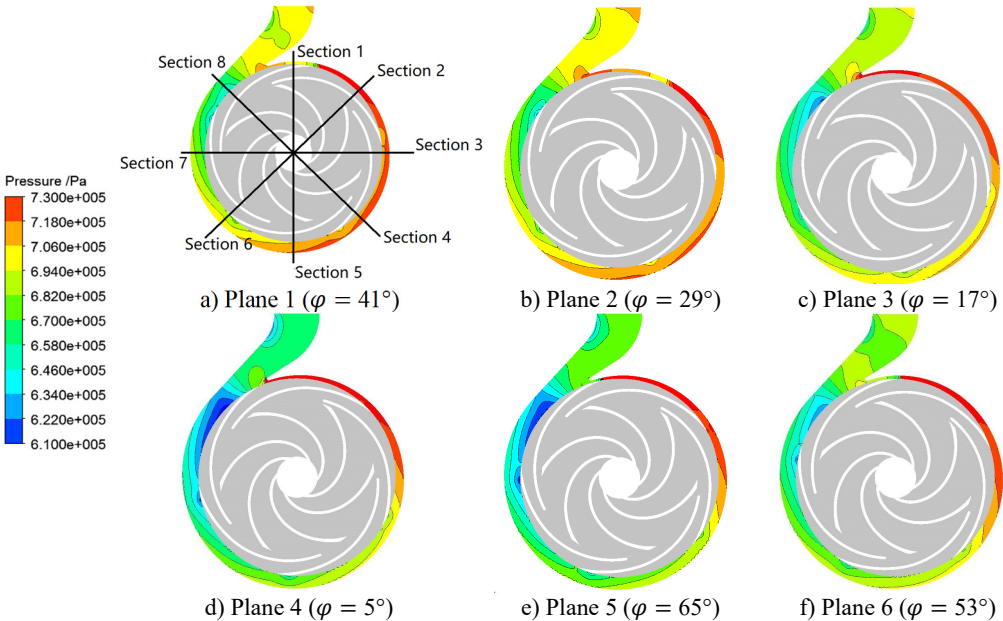 Section 1
Section 8
Section 2
Section 7
Section 3
Section 6
Section 4
Section 5
Pressure /Pa
7.300e+005
7.180e+005
7.060e+005
6.940e+005
6.820e+005
6.700e+005
6.580e+005
6.460e+005
6.340e+005
6.220e+005
6.100e+005
a) Plane 1 (φ = 41°)
b) Plane 2 (φ = 29°)
c) Plane 3 (φ = 17°)
d) Plane 4 (φ = 5°)
e) Plane 5 (φ = 65°)
f) Plane 6 (φ = 53°)